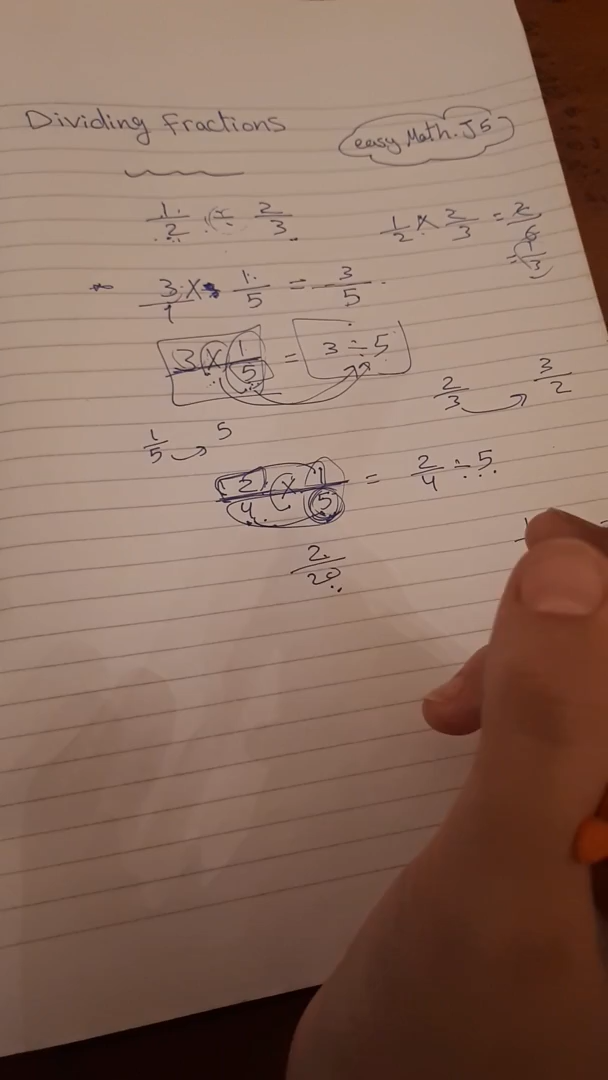 Dividing Fractions
easy Math.J5
1/2 ÷ 2/3
1/2 × 2/3 = 2/6
= 1/3
3/1 × 1/5 = 3/5
3 × 1/5 = 3 ÷ 5
2/3 3/2
1/5 5
2/4 × 1/5 = 2/4 ÷ 5
2/20